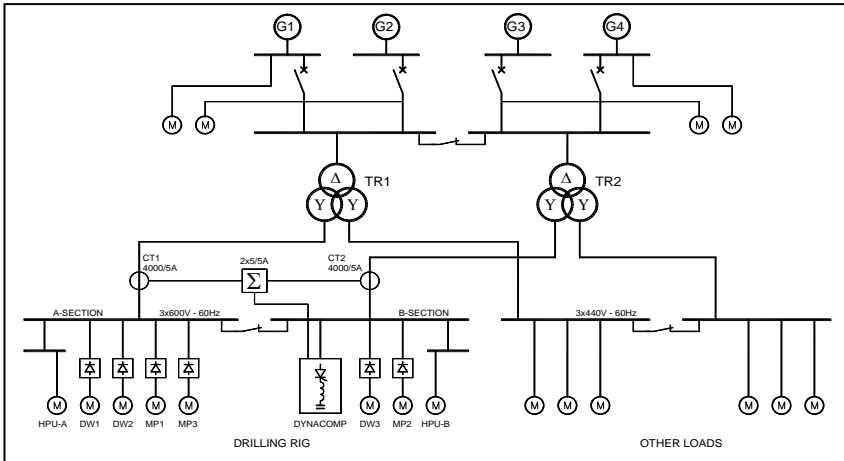 G1 G2 G3 G4
M M M M
Δ TR1 Δ TR2
Y Y Y Y
CT1 2x5/5A CT2
4000/5A 4000/5A
Σ
A-SECTION 3x600V - 60Hz B-SECTION 3x440V - 60Hz
M M M M M M M M M M M M M M
HPU-A DW1 DW2 MP1 MP3 DYNACOMP DW3 MP2 HPU-B
DRILLING RIG OTHER LOADS